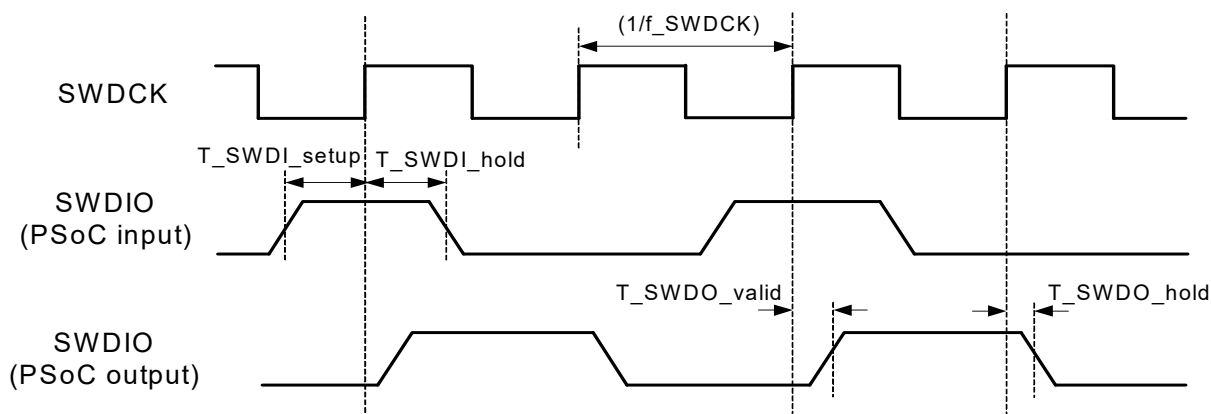 (1/f_SWDCK)
SWDCK
T_SWDI_setup
T_SWDI_hold
SWDIO
(PSoC input)
T_SWDO_valid
T_SWDO_hold
SWDIO
(PSoC output)